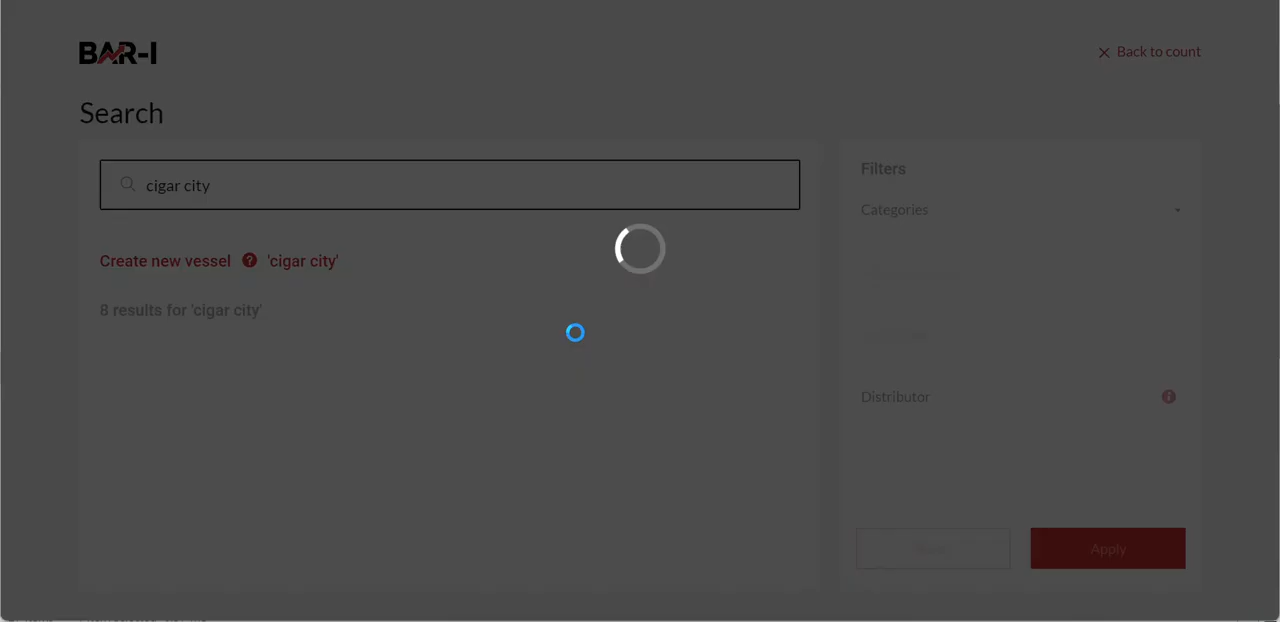 BAR-I
Back to count
Search
cigar city
Create new vessel ? 'cigar city'
8 results for 'cigar city'
Filters
Categories
Distributor
i
Apply